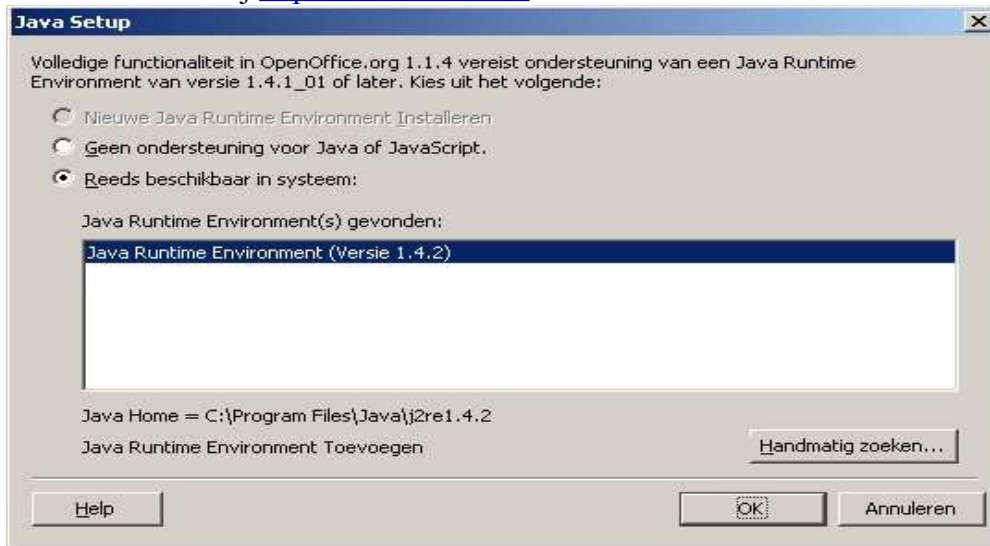 Java Setup
Volledige functionaliteit in OpenOffice.org 1.1.4 vereist ondersteuning van een Java Runtime
Environment van versie 1.4.1_01 of later. Kies uit het volgende:
Nieuwe Java Runtime Environment Installeren
Geen ondersteuning voor Java of JavaScript.
Reeds beschikbaar in systeem:
Java Runtime Environment(s) gevonden:
Java Runtime Environment (Versie 1.4.2)
Java Home = C:\Program Files\Java\j2re1.4.2
Java Runtime Environment Toevoegen
Handmatig zoeken...
Help
OK
Annuleren